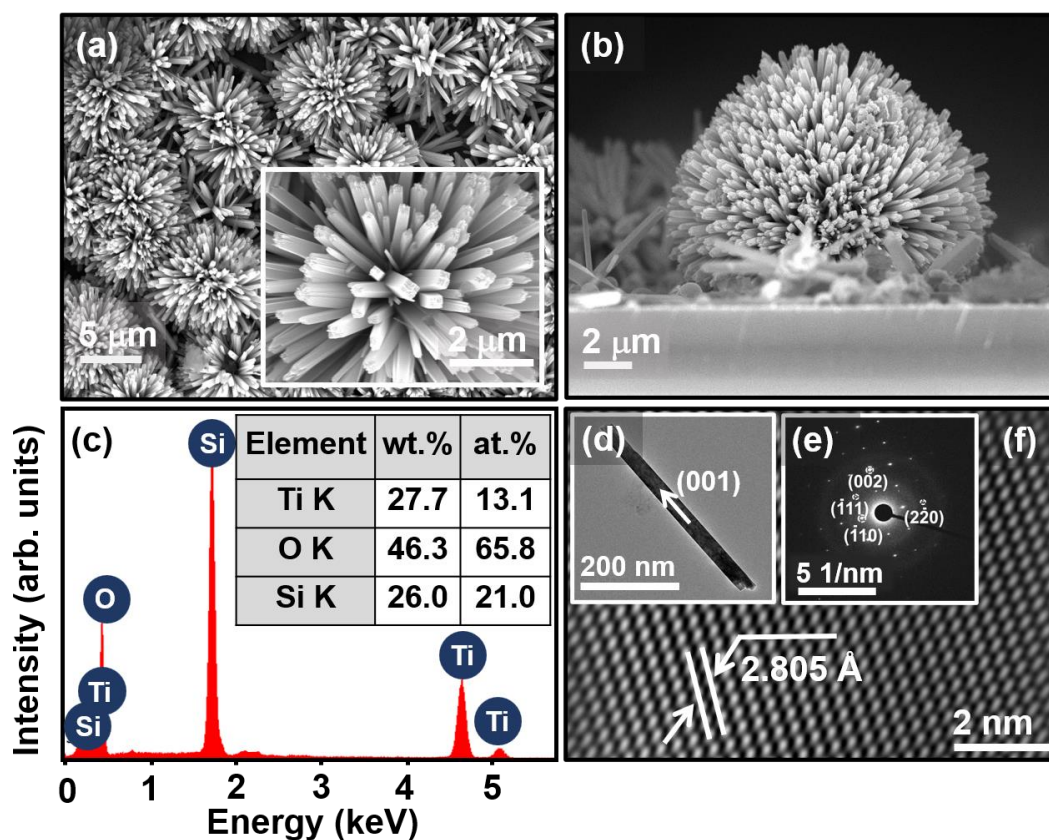 (a)
5 μm
2 μm
(b)
2 μm
(c)
Intensity (arb. units)
Si
O
Ti
Si
Ti
Ti
Element wt.% at.%
Ti K 27.7 13.1
O K 46.3 65.8
Si K 26.0 21.0
0 1 2 3 4 5
Energy (keV)
(d)
(001)
200 nm
(e)
(002)
(1̄11)
(1̄10)
(22̄0)
5 1/nm
(f)
2.805 Å
2 nm